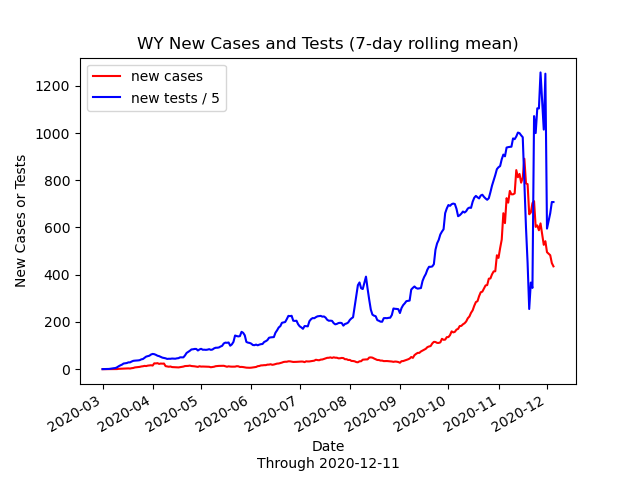 WY New Cases and Tests (7-day rolling mean)
new cases
new tests / 5
New Cases or Tests
1200
1000
800
600
400
200
0
2020-03
2020-04
2020-05
2020-06
2020-07
2020-08
2020-09
2020-10
2020-11
2020-12
Date
Through 2020-12-11